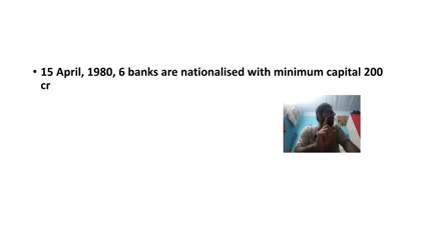 • 15 April, 1980, 6 banks are nationalised with minimum capital 200
cr